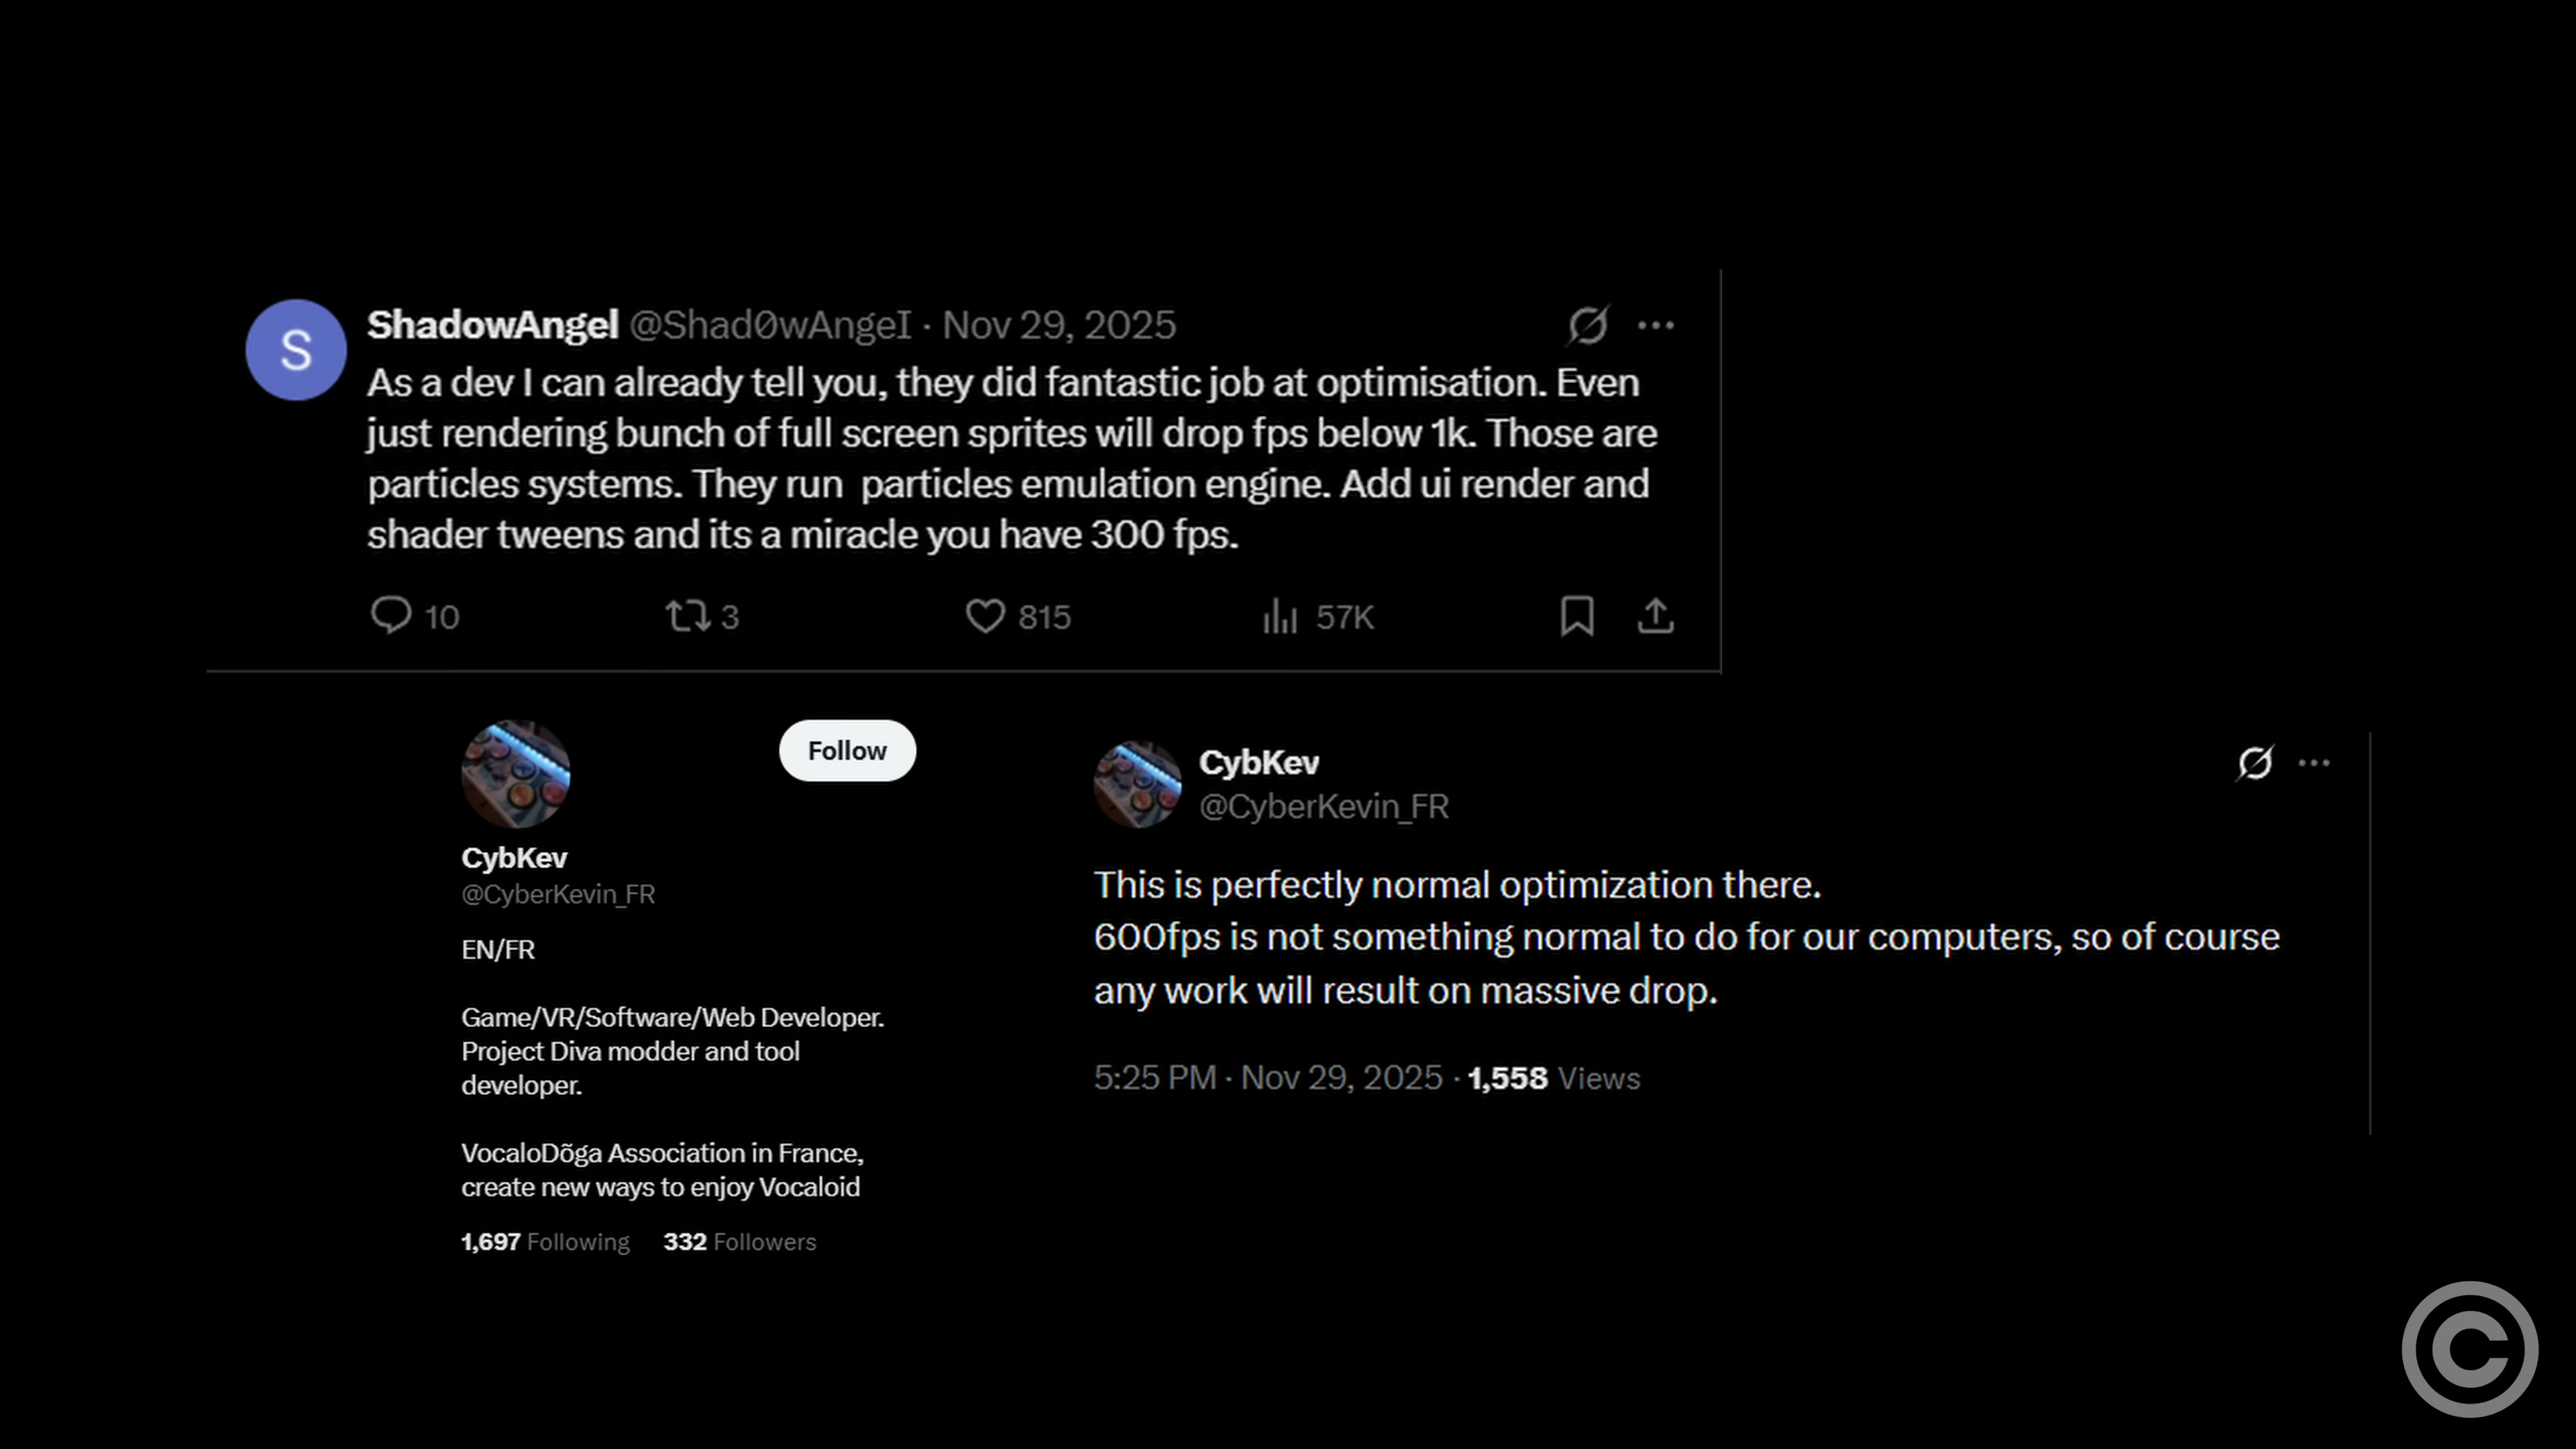 S
ShadowAngel @Shad0wAngeI · Nov 29, 2025
As a dev I can already tell you, they did fantastic job at optimisation. Even
just rendering bunch of full screen sprites will drop fps below 1k. Those are
particles systems. They run  particles emulation engine. Add ui render and
shader tweens and its a miracle you have 300 fps.
10 3 815 57K
Follow
CybKev
@CyberKevin_FR
EN/FR
Game/VR/Software/Web Developer.
Project Diva modder and tool
developer.
VocaloDõga Association in France,
create new ways to enjoy Vocaloid
1,697 Following 332 Followers
CybKev
@CyberKevin_FR
This is perfectly normal optimization there.
600fps is not something normal to do for our computers, so of course
any work will result on massive drop.
5:25 PM · Nov 29, 2025 · 1,558 Views
©